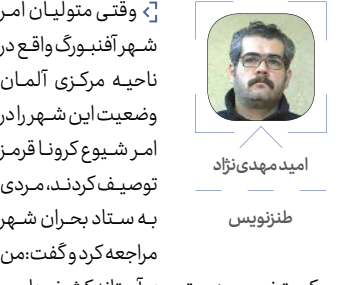 وقتی متولیان امر
شهر آفنبورگ واقع در
ناحیه مرکزی آلمان
وضعیت این شهر را در
امر شیوع کرونا قرمز
توصیف کردند، مردی
به ستاد بحران شهر
مراجعه کرد و گفت: من
امید مهدی‌نژاد
طنزنویس